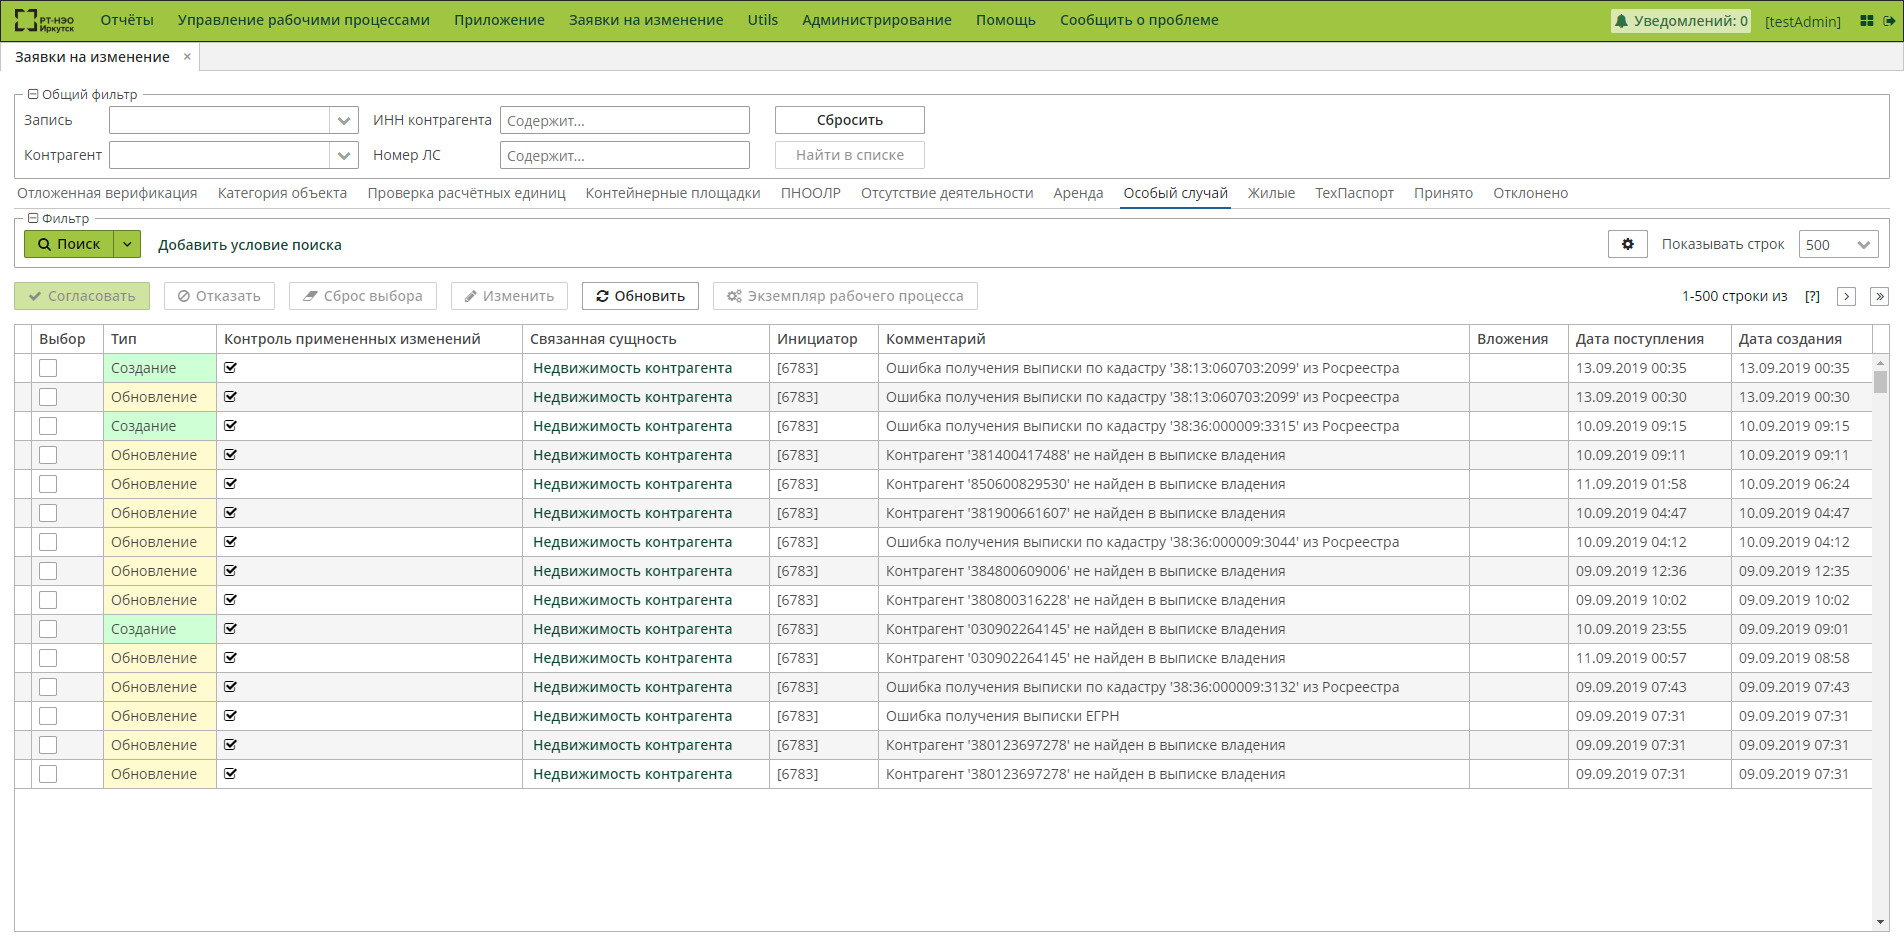 РТ-НЭО Иркутск Отчёты Управление рабочими процессами Приложение Заявки на изменение Utils Администрирование Помощь Сообщить о проблеме Уведомлений: 0 [testAdmin]
Заявки на изменение ×
Общий фильтр
Запись ИНН контрагента Содержит... Сбросить
Контрагент Номер ЛС Содержит... Найти в списке
Отложенная верификация Категория объекта Проверка расчётных единиц Контейнерные площадки ПНООЛР Отсутствие деятельности Аренда Особый случай Жилые ТехПаспорт Принято Отклонено
Фильтр
Поиск Добавить условие поиска Показывать строк 500
Согласовать Отказать Сброс выбора Изменить Обновить Экземпляр рабочего процесса 1-500 строки из [?] > »
Выбор Тип Контроль примененных изменений Связанная сущность Инициатор Комментарий Вложения Дата поступления Дата создания
Создание Недвижимость контрагента [6783] Ошибка получения выписки по кадастру '38:13:060703:2099' из Росреестра 13.09.2019 00:35 13.09.2019 00:35
Обновление Недвижимость контрагента [6783] Ошибка получения выписки по кадастру '38:13:060703:2099' из Росреестра 13.09.2019 00:30 13.09.2019 00:30
Создание Недвижимость контрагента [6783] Ошибка получения выписки по кадастру '38:36:000009:3315' из Росреестра 10.09.2019 09:15 10.09.2019 09:15
Обновление Недвижимость контрагента [6783] Контрагент '381400417488' не найден в выписке владения 10.09.2019 09:11 10.09.2019 09:11
Обновление Недвижимость контрагента [6783] Контрагент '850600829530' не найден в выписке владения 11.09.2019 01:58 10.09.2019 06:24
Обновление Недвижимость контрагента [6783] Контрагент '381900661607' не найден в выписке владения 10.09.2019 04:47 10.09.2019 04:47
Обновление Недвижимость контрагента [6783] Ошибка получения выписки по кадастру '38:36:000009:3044' из Росреестра 10.09.2019 04:12 10.09.2019 04:12
Обновление Недвижимость контрагента [6783] Контрагент '384800609006' не найден в выписке владения 09.09.2019 12:36 09.09.2019 12:35
Обновление Недвижимость контрагента [6783] Контрагент '380800316228' не найден в выписке владения 09.09.2019 10:02 09.09.2019 10:02
Создание Недвижимость контрагента [6783] Контрагент '030902264145' не найден в выписке владения 10.09.2019 23:55 09.09.2019 09:01
Обновление Недвижимость контрагента [6783] Контрагент '030902264145' не найден в выписке владения 11.09.2019 00:57 09.09.2019 08:58
Обновление Недвижимость контрагента [6783] Ошибка получения выписки по кадастру '38:36:000009:3132' из Росреестра 09.09.2019 07:43 09.09.2019 07:43
Обновление Недвижимость контрагента [6783] Ошибка получения выписки ЕГРН 09.09.2019 07:31 09.09.2019 07:31
Обновление Недвижимость контрагента [6783] Контрагент '380123697278' не найден в выписке владения 09.09.2019 07:31 09.09.2019 07:31
Обновление Недвижимость контрагента [6783] Контрагент '380123697278' не найден в выписке владения 09.09.2019 07:31 09.09.2019 07:31